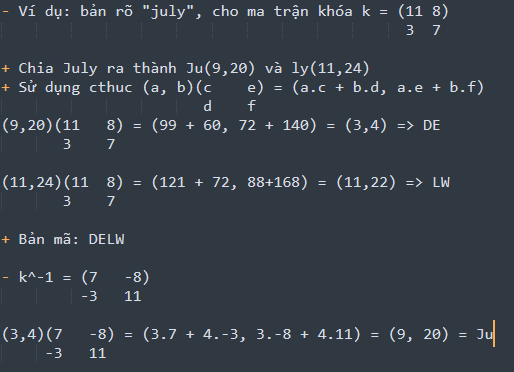 - Ví dụ: bản rõ "july", cho ma trận khóa k = (11 8)
3 7
+ Chia July ra thành Ju(9,20) và ly(11,24)
+ Sử dụng cthuc (a, b)(c e) = (a.c + b.d, a.e + b.f)
d f
(9,20)(11 8) = (99 + 60, 72 + 140) = (3,4) => DE
3 7
(11,24)(11 8) = (121 + 72, 88+168) = (11,22) => LW
3 7
+ Bản mã: DELW
- k^-1 = (7 -8)
-3 11
(3,4)(7 -8) = (3.7 + 4.-3, 3.-8 + 4.11) = (9, 20) = Ju
-3 11